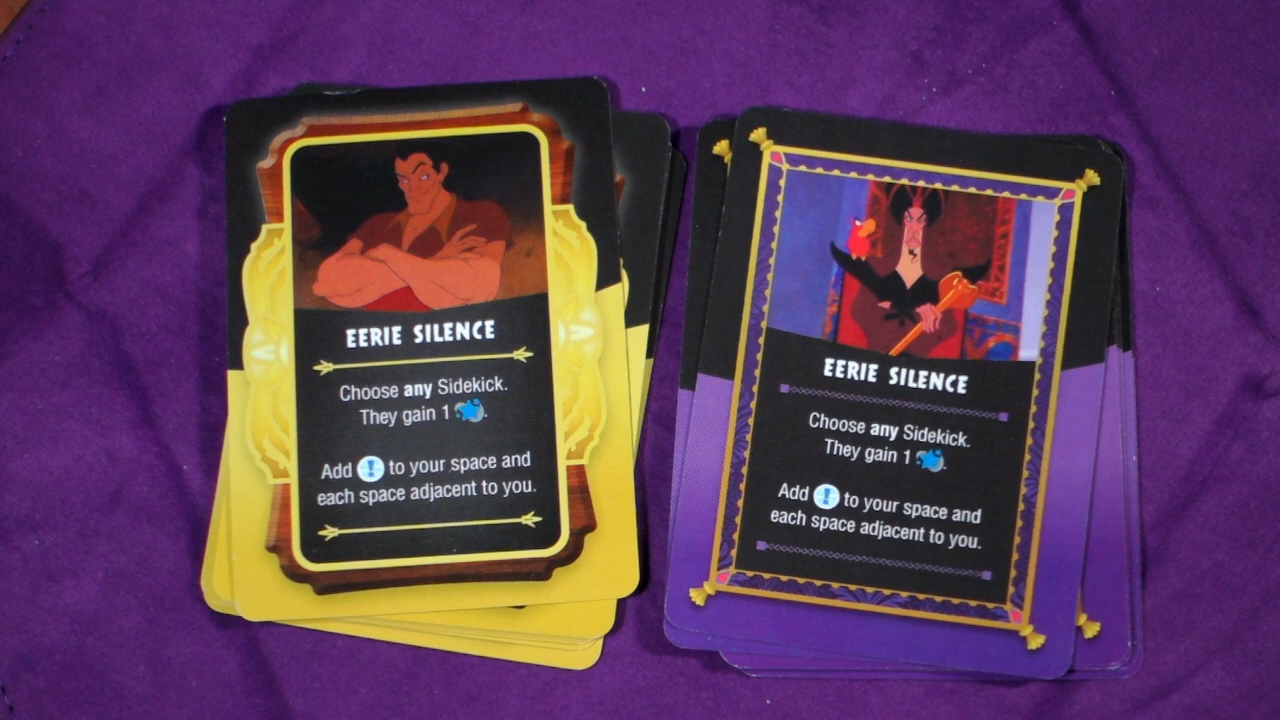 EERIE SILENCE
Choose any Sidekick.
They gain 1 .
Add ! to your space and
each space adjacent to you.
EERIE SILENCE
Choose any Sidekick.
They gain 1 .
Add ! to your space and
each space adjacent to you.